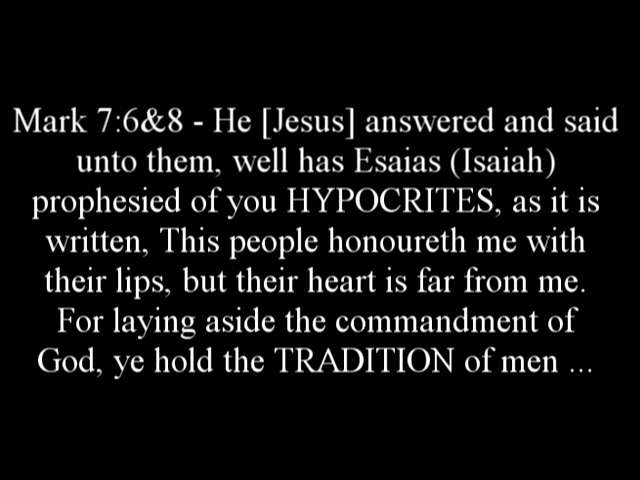 Mark 7:6&8 - He [Jesus] answered and said
unto them, well has Esaias (Isaiah)
prophesied of you HYPOCRITES, as it is
written, This people honoureth me with
their lips, but their heart is far from me.
For laying aside the commandment of
God, ye hold the TRADITION of men ...